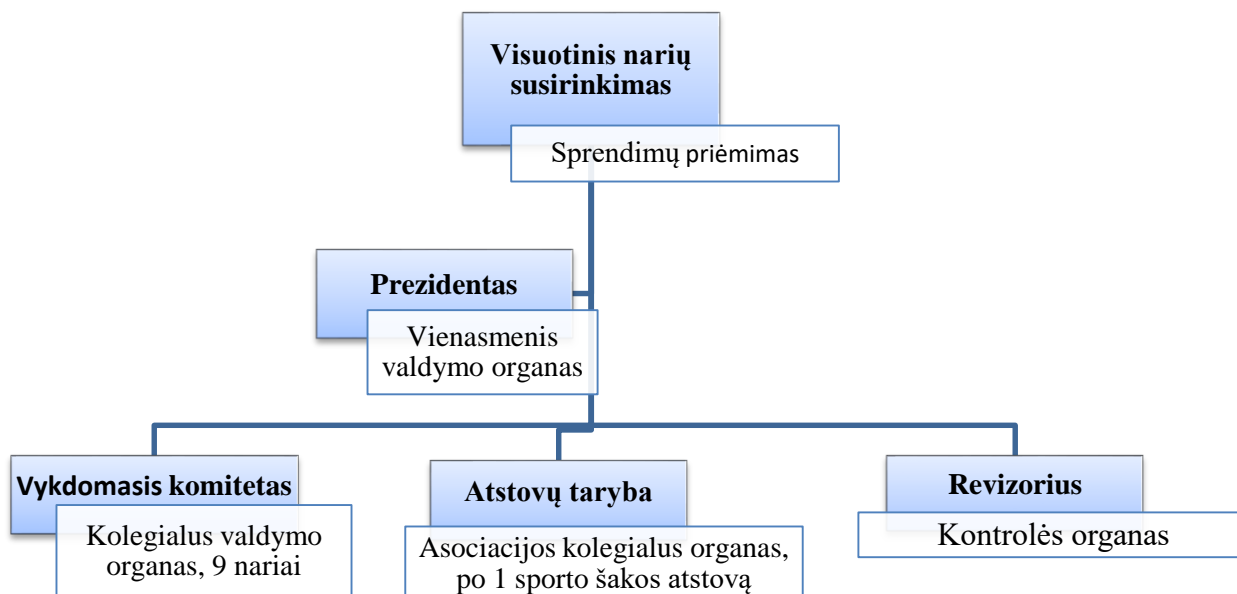 Visuotinis narių
susirinkimas
Sprendimų priėmimas
Prezidentas
Vienasmenis
valdymo organas
Vykdomasis komitetas
Kolegialus valdymo
organas, 9 nariai
Atstovų taryba
Asociacijos kolegialus organas,
po 1 sporto šakos atstovą
Revizorius
Kontrolės organas